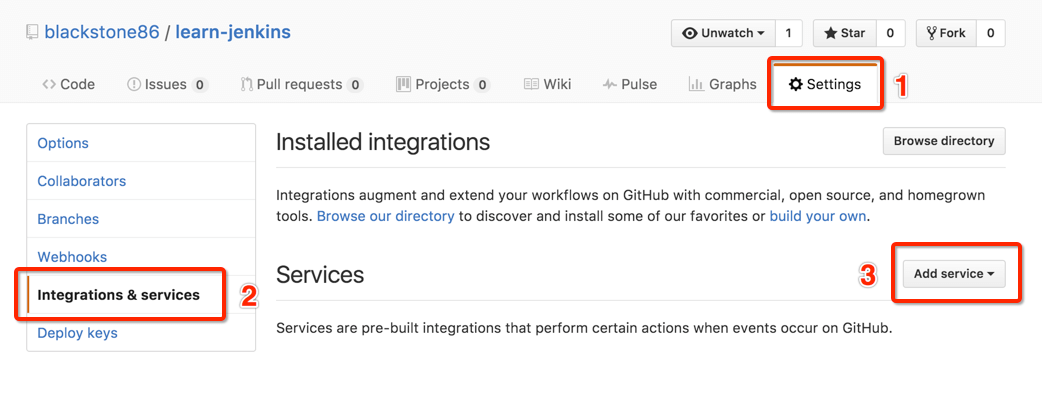 blackstone86 / learn-jenkins
Unwatch 1 Star 0 Fork 0
Code Issues 0 Pull requests 0 Projects 0 Wiki Pulse Graphs Settings 1
Options
Collaborators
Branches
Webhooks
Integrations & services 2
Deploy keys
Installed integrations Browse directory
Integrations augment and extend your workflows on GitHub with commercial, open source, and homegrown
tools. Browse our directory to discover and install some of our favorites or build your own.
Services 3 Add service
Services are pre-built integrations that perform certain actions when events occur on GitHub.